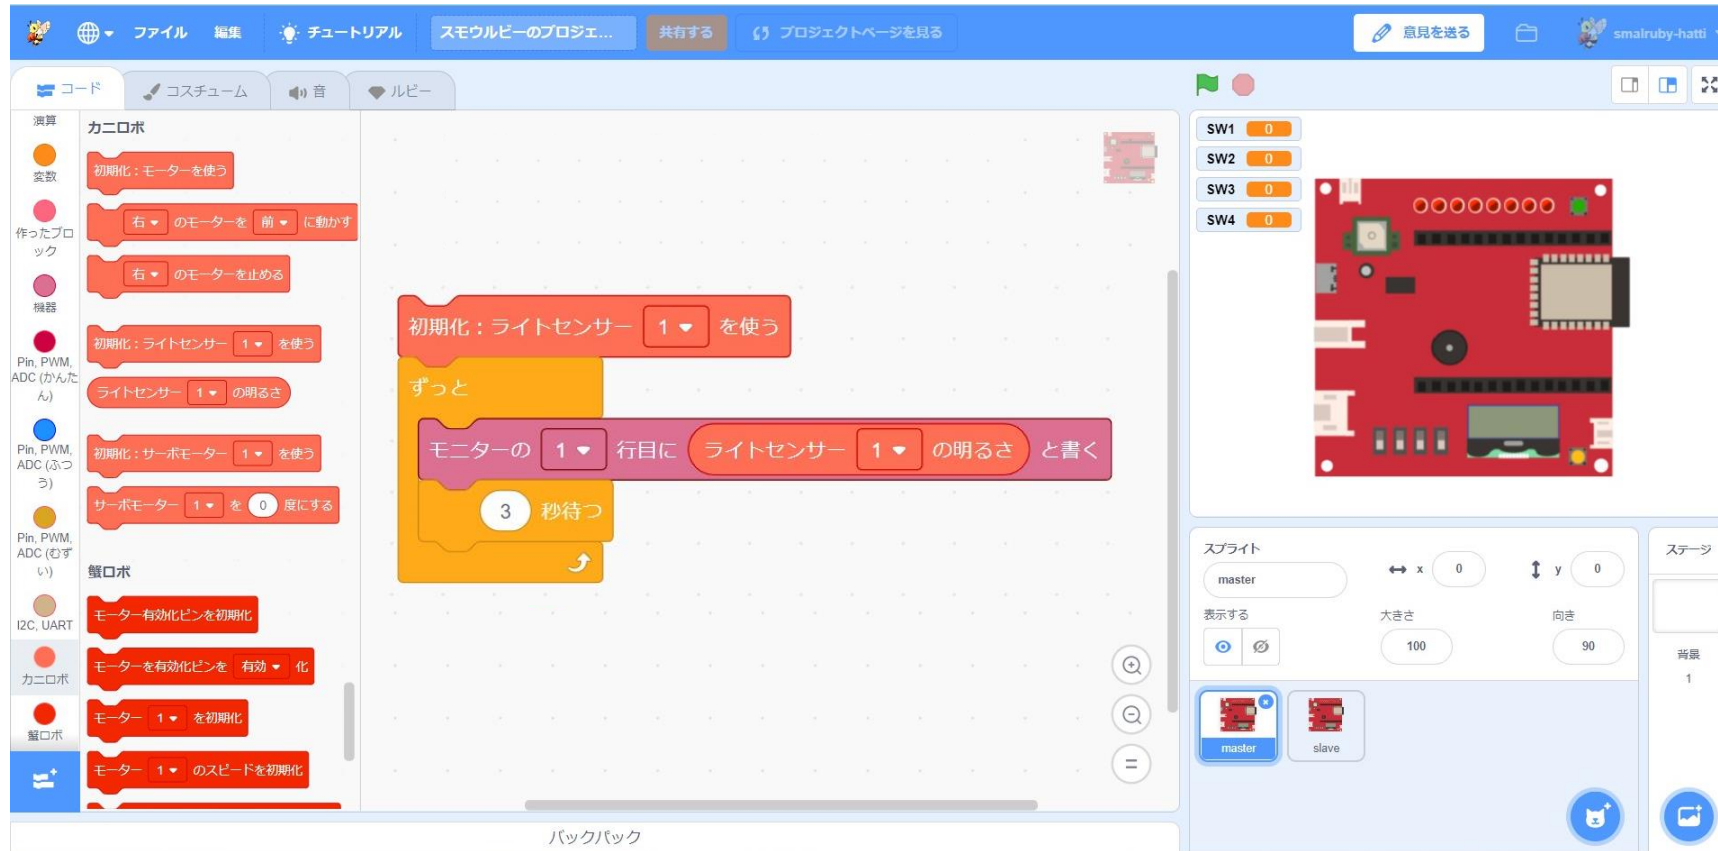 ファイル 編集 チュートリアル スモウルビーのプロジェ... 共有する プロジェクトページを見る 意見を送る smalruby-hatti
コード コスチューム 音 ルビー
演算
変数
作ったブロ
ック
機器
Pin, PWM,
ADC (かんた
ん)
Pin, PWM,
ADC (ふつ
う)
Pin, PWM,
ADC (むず
い)
I2C, UART
カニロボ
蟹ロボ
カニロボ
初期化：モーターを使う
右 のモーターを 前 に動かす
右 のモーターを止める
初期化：ライトセンサー 1 を使う
ライトセンサー 1 の明るさ
初期化：サーボモーター 1 を使う
サーボモーター 1 を 0 度にする
蟹ロボ
モーター有効化ピンを初期化
モーターを有効化ピンを 有効 化
モーター 1 を初期化
モーター 1 のスピードを初期化
初期化：ライトセンサー 1 を使う
ずっと
モニターの 1 行目に ライトセンサー 1 の明るさ と書く
3 秒待つ
バックパック
SW1 0
SW2 0
SW3 0
SW4 0
スプライト
master x 0 y 0
表示する 大きさ 向き
100 90
master slave
ステージ
背景
1